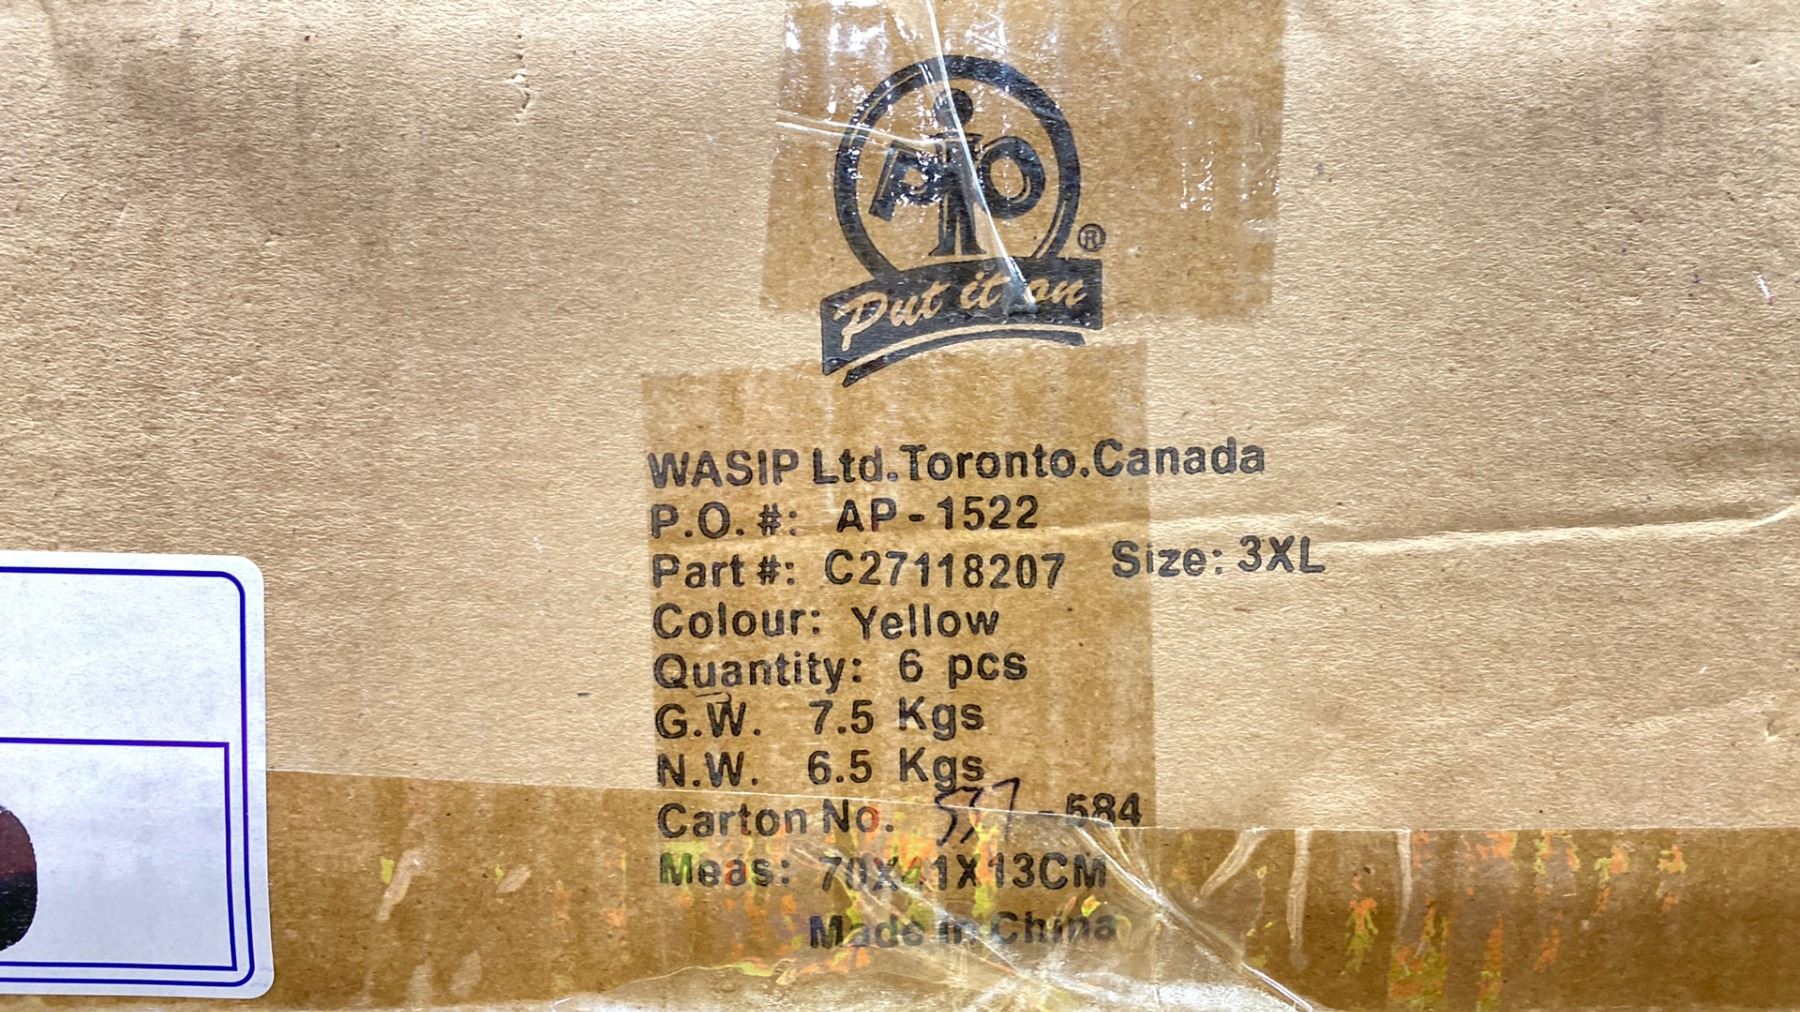 PiO
®
Put it on
WASIP Ltd.Toronto.Canada
P.O. #: AP-1522
Part #: C27118207 Size: 3XL
Colour: Yellow
Quantity: 6 pcs
G.W. 7.5 Kgs
N.W. 6.5 Kgs
Carton No. 537 -584
Meas: 70X41X13CM
Made in China